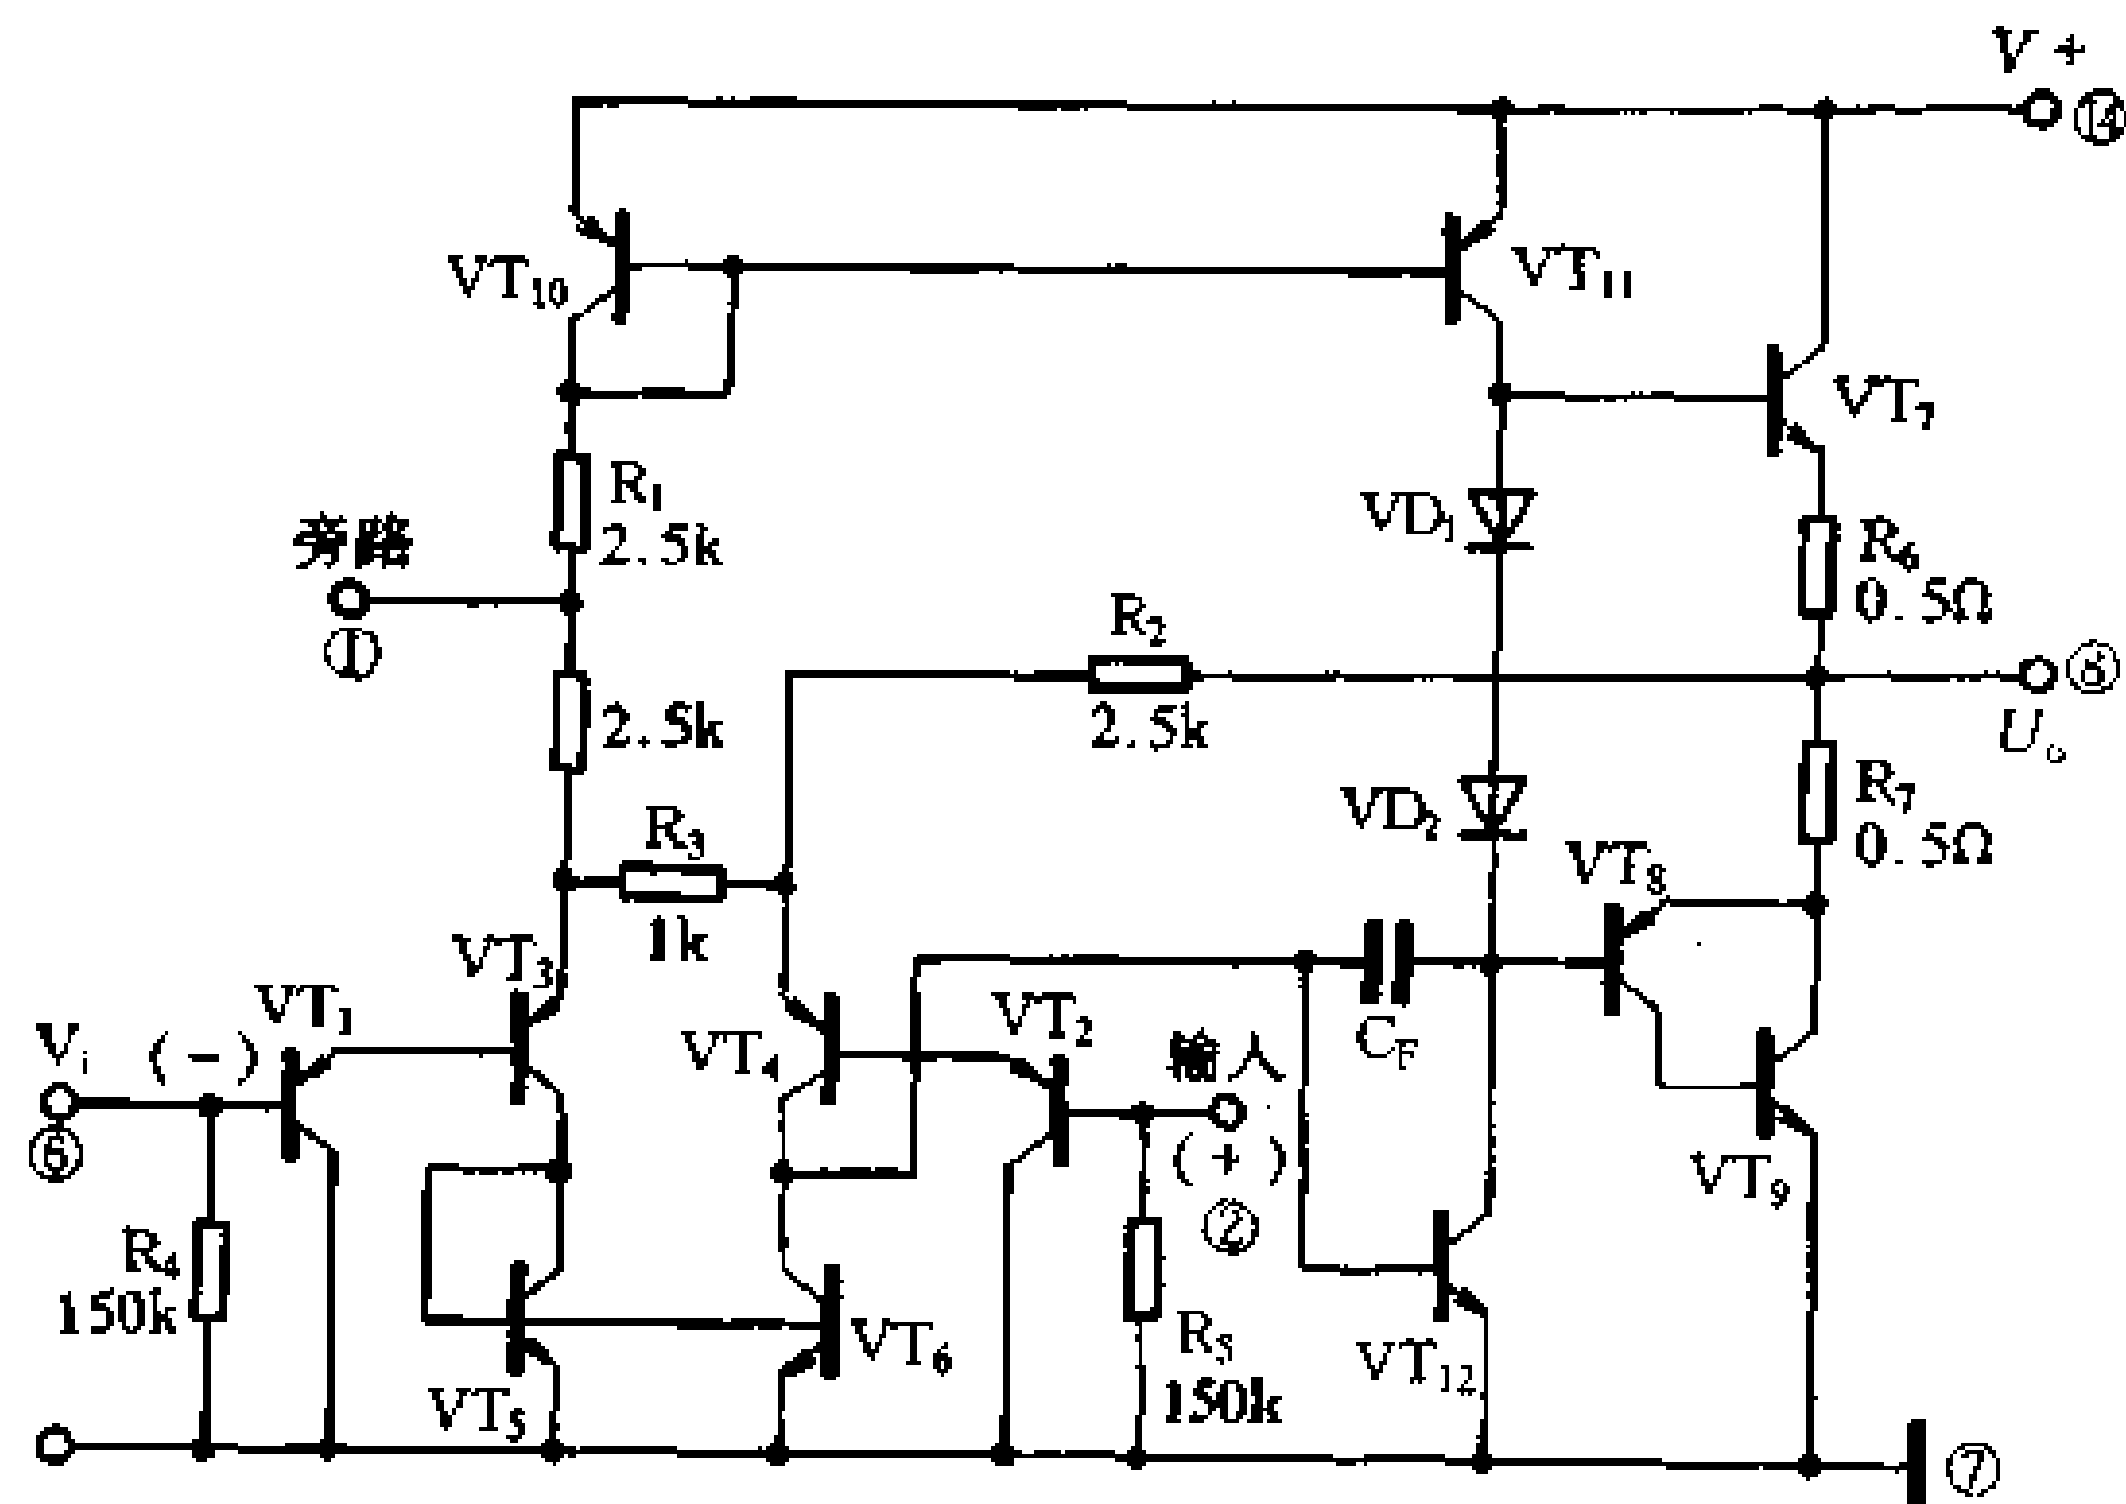 V +
⑭
VT10
VT11
VT7
R1
2.5k
旁路
①
VD1
R6
0.5Ω
R2
2.5k
⑧
Uo
2.5k
VD2
R7
0.5Ω
R3
1k
VT8
VT3
VT1
Vi
(-)
⑥
VT4
VT2
输入
(+)
②
CF
VT9
R4
150k
VT5
VT6
R5
150k
VT12
⑦